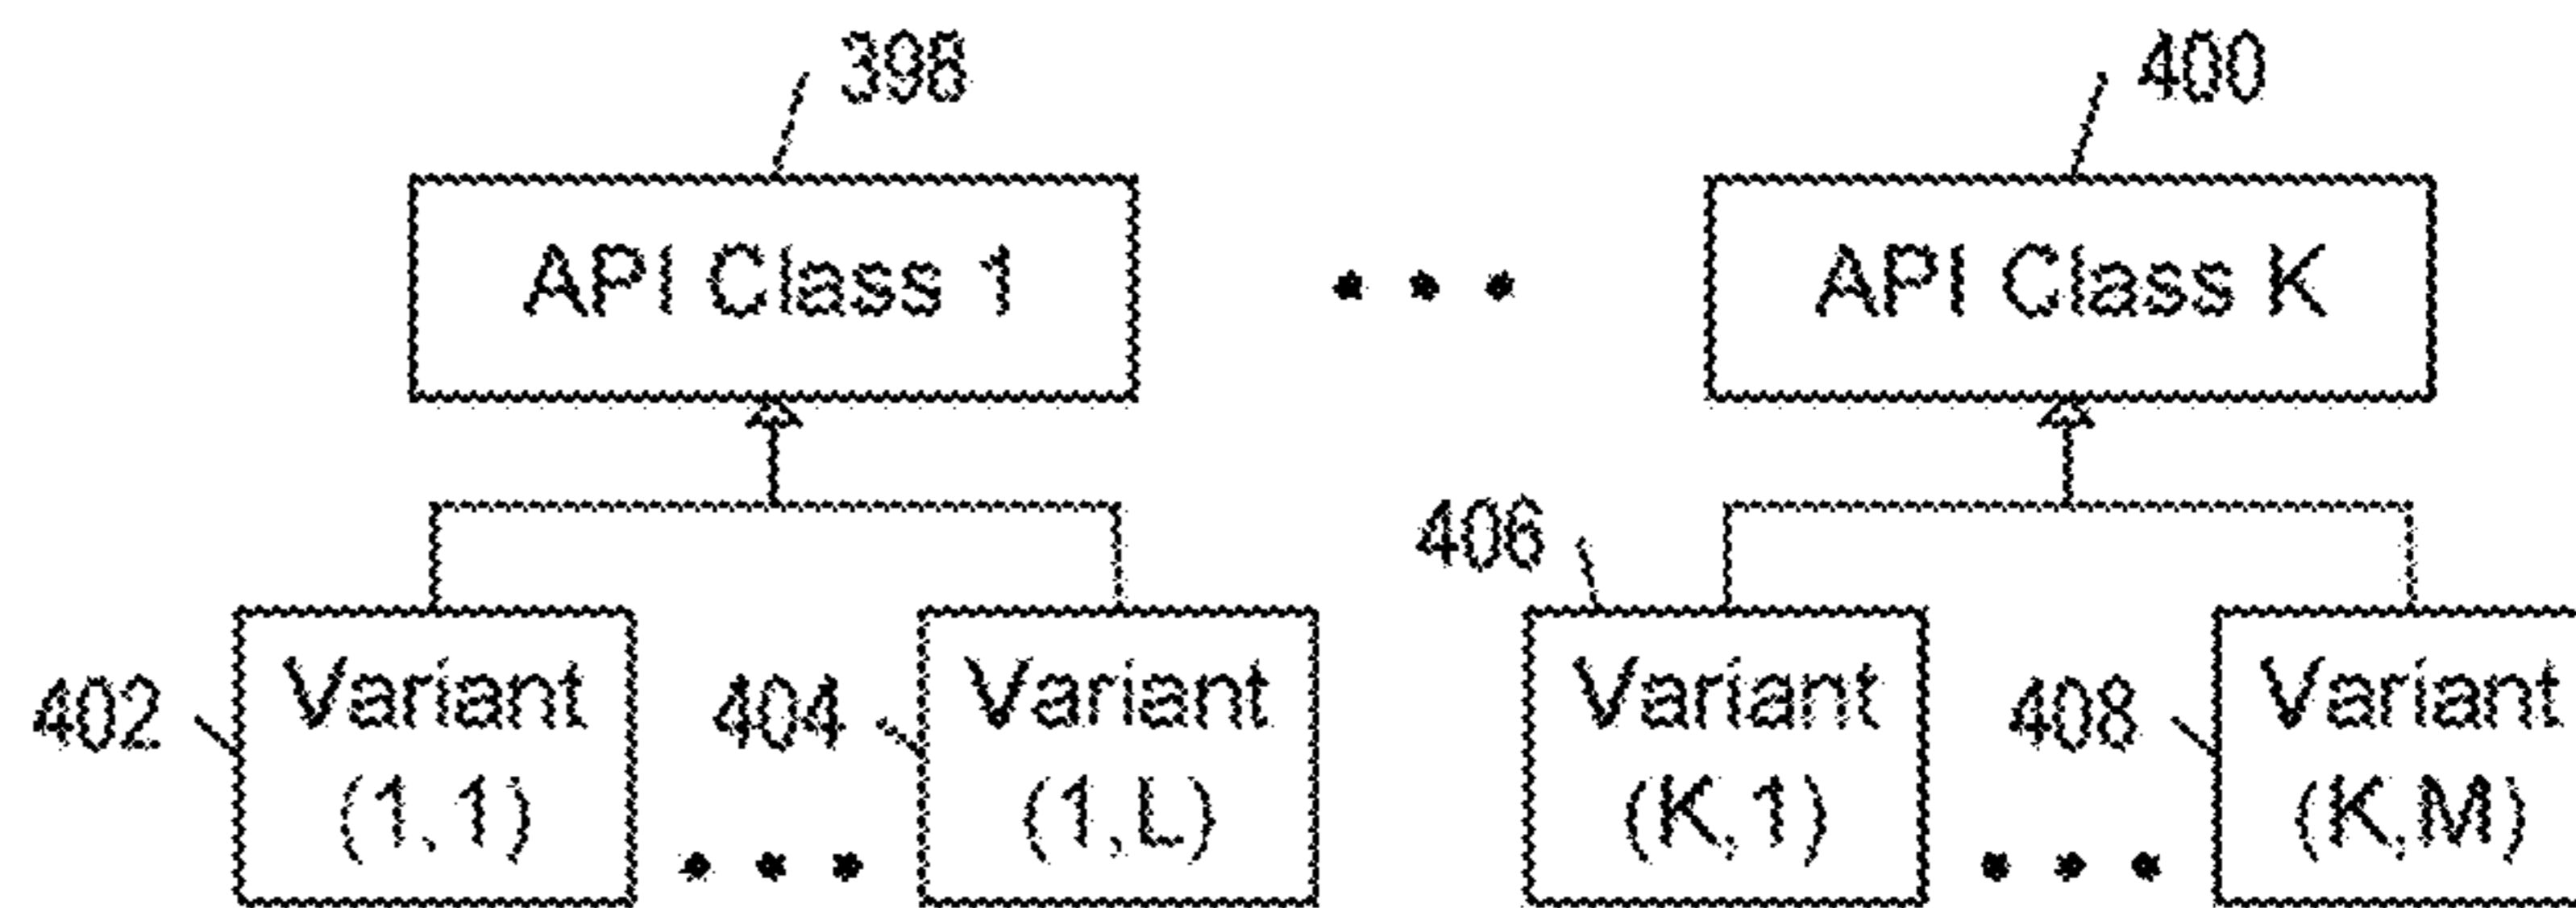 398
400
API Class 1
API Class K
406
402
Variant
(1,1)
404
Variant
(1,L)
Variant
(K,1)
408
Variant
(K,M)